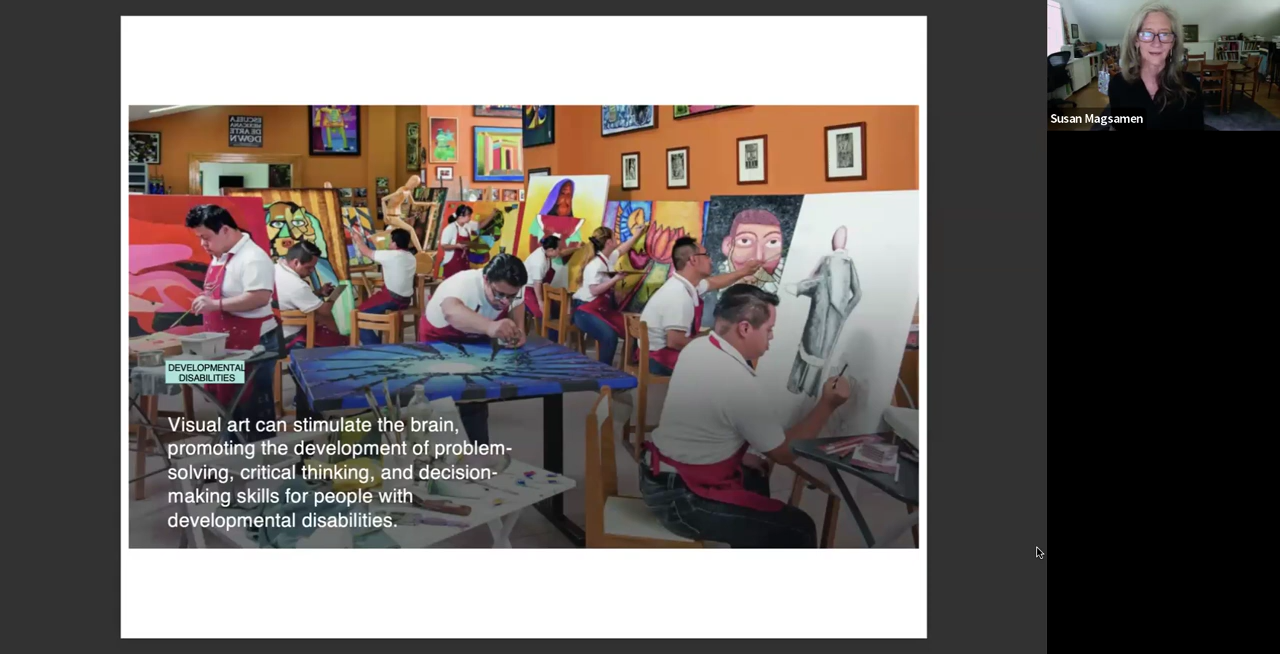 ESCUELA
MEXICANA
DE ARTE
DOWN
Susan Magsamen
DEVELOPMENTAL
DISABILITIES
Visual art can stimulate the brain,
promoting the development of problem-
solving, critical thinking, and decision-
making skills for people with
developmental disabilities.